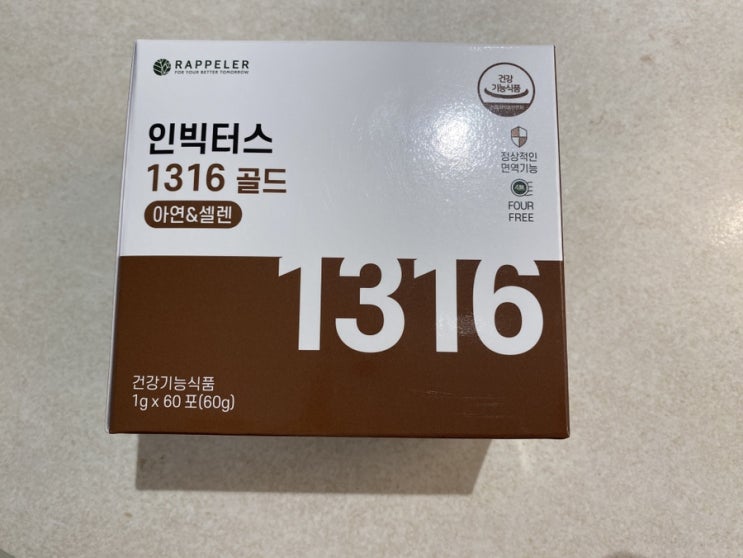 RAPPELER
FOR YOUR BETTER TOMORROW
인빅터스
1316 골드
아연&셀렌
건강
기능식품
정상적인
면역기능
FOUR
FREE
1316
건강기능식품
1g x 60 포(60g)